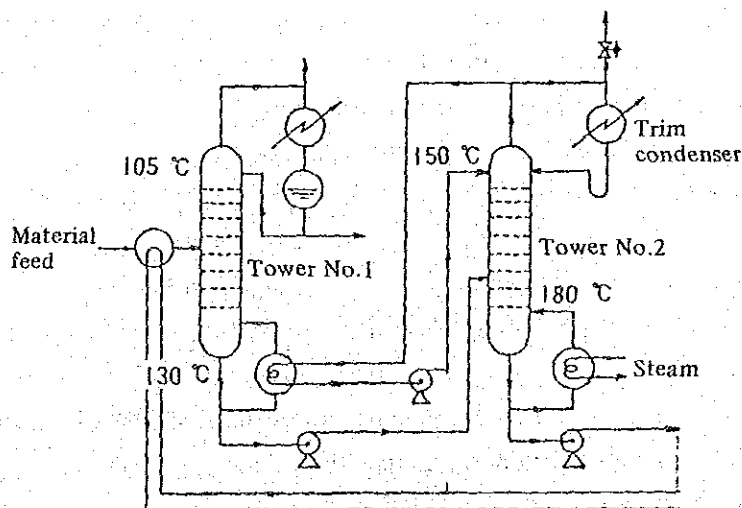 Trim
condenser
105 ℃
150 ℃
Material
feed
Tower No.1
Tower No.2
180 ℃
130 ℃
Steam